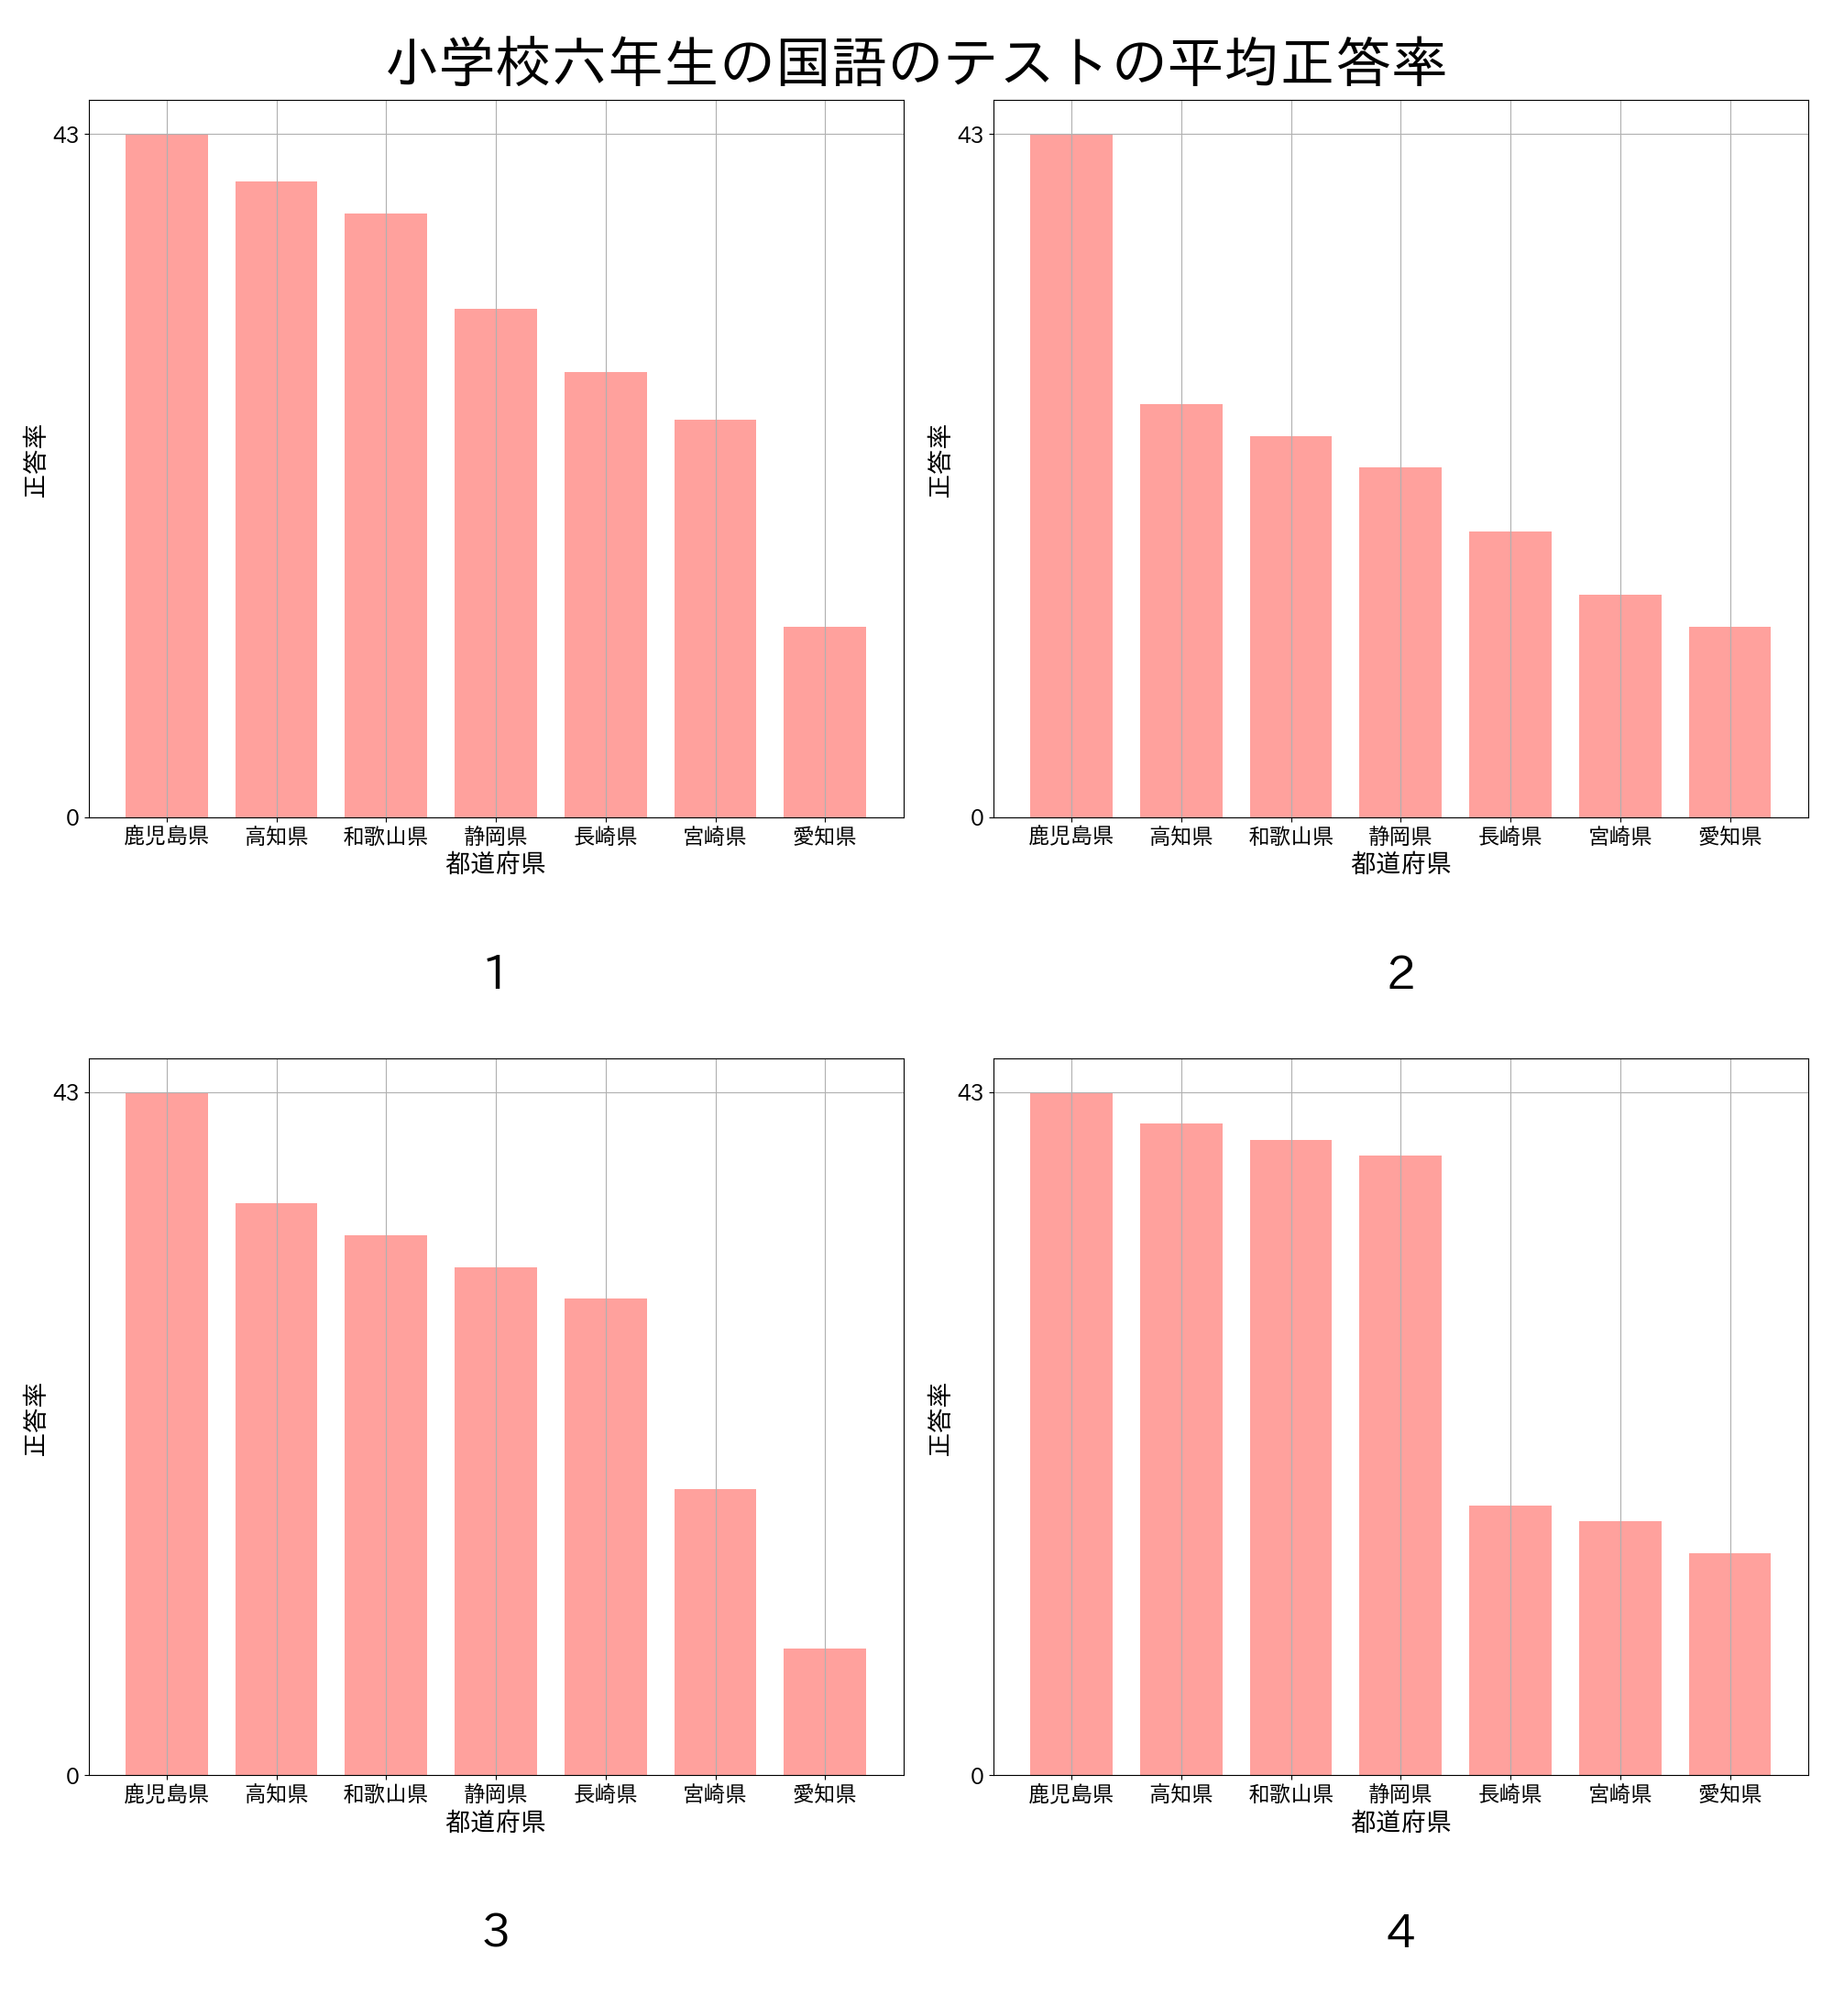 小学校六年生の国語のテストの平均正答率
43
0
正答率
鹿児島県 高知県 和歌山県 静岡県 長崎県 宮崎県 愛知県
都道府県
1
43
0
正答率
鹿児島県 高知県 和歌山県 静岡県 長崎県 宮崎県 愛知県
都道府県
2
43
0
正答率
鹿児島県 高知県 和歌山県 静岡県 長崎県 宮崎県 愛知県
都道府県
3
43
0
正答率
鹿児島県 高知県 和歌山県 静岡県 長崎県 宮崎県 愛知県
都道府県
4